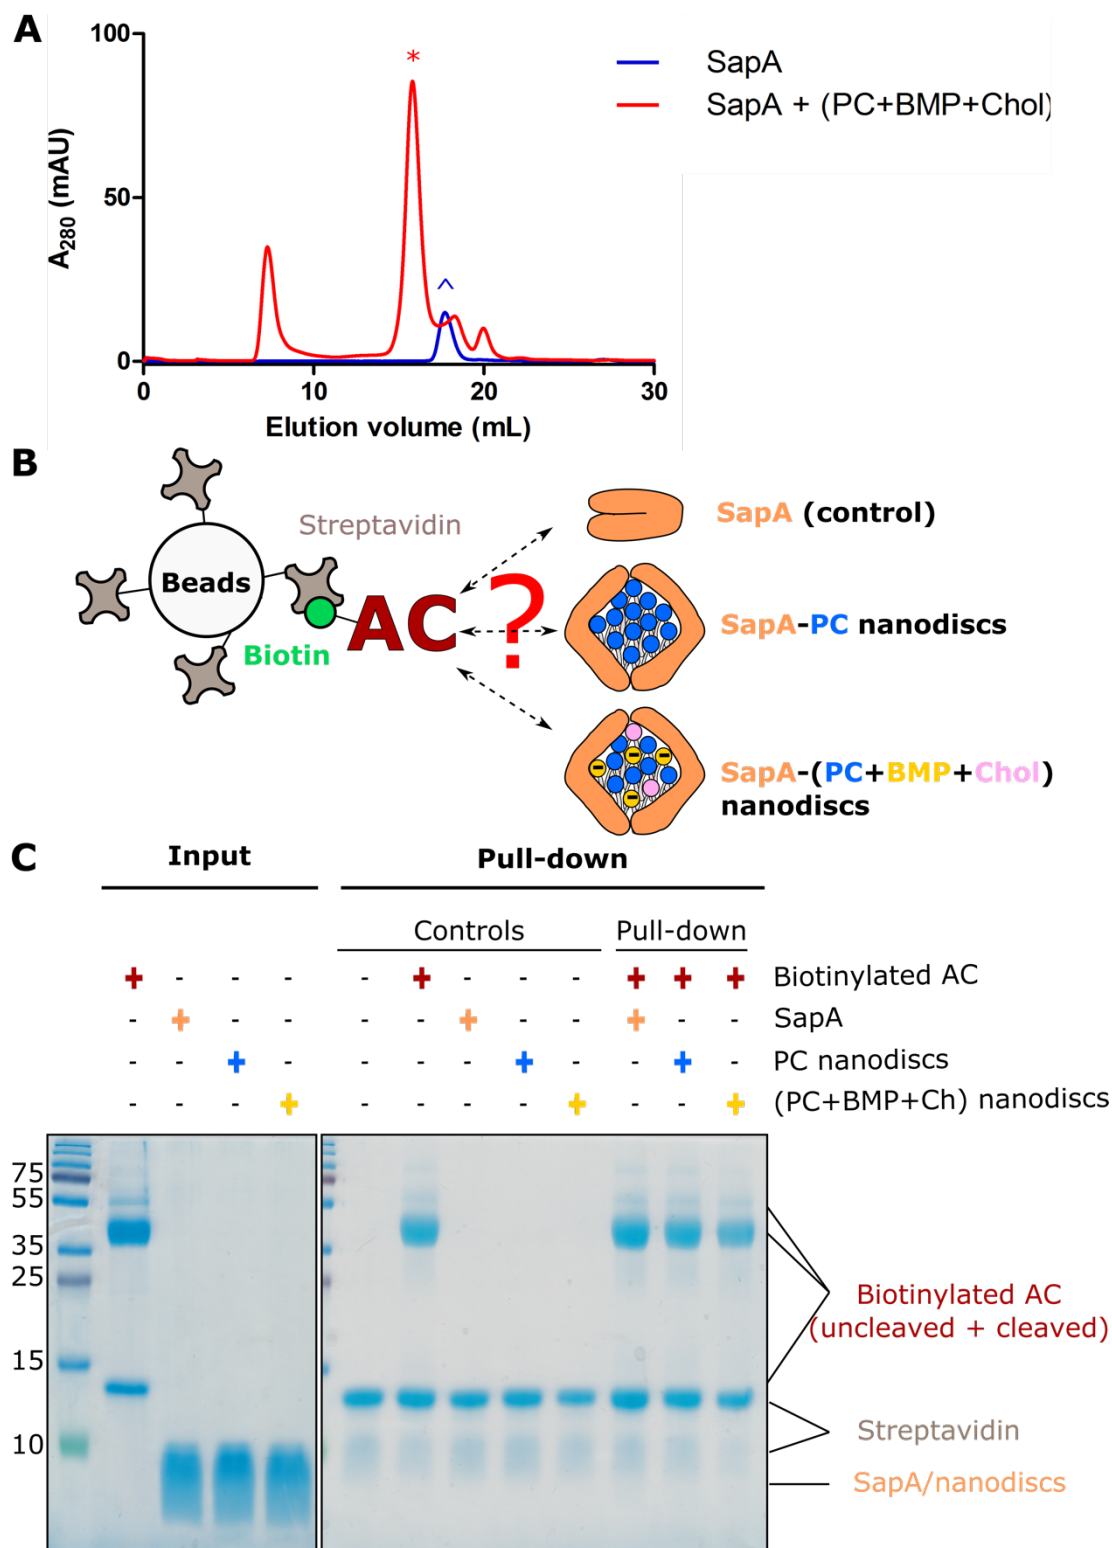 A
100
50
0
A280 (mAU)
0 10 20 30
Elution volume (mL)
*
^
SapA
SapA + (PC+BMP+Chol)
B
Streptavidin
Beads
Biotin
AC
?
SapA (control)
SapA-PC nanodiscs
SapA-(PC+BMP+Chol)
nanodiscs
C
Input Pull-down
Controls Pull-down
+ - - - - + - - - + + + Biotinylated AC
- + - - - - + - - + - - SapA
- - + - - - - + - - + - PC nanodiscs
- - - + - - - - + - - + (PC+BMP+Ch) nanodiscs
75
55
35
25
15
10
Biotinylated AC
(uncleaved + cleaved)
Streptavidin
SapA/nanodiscs